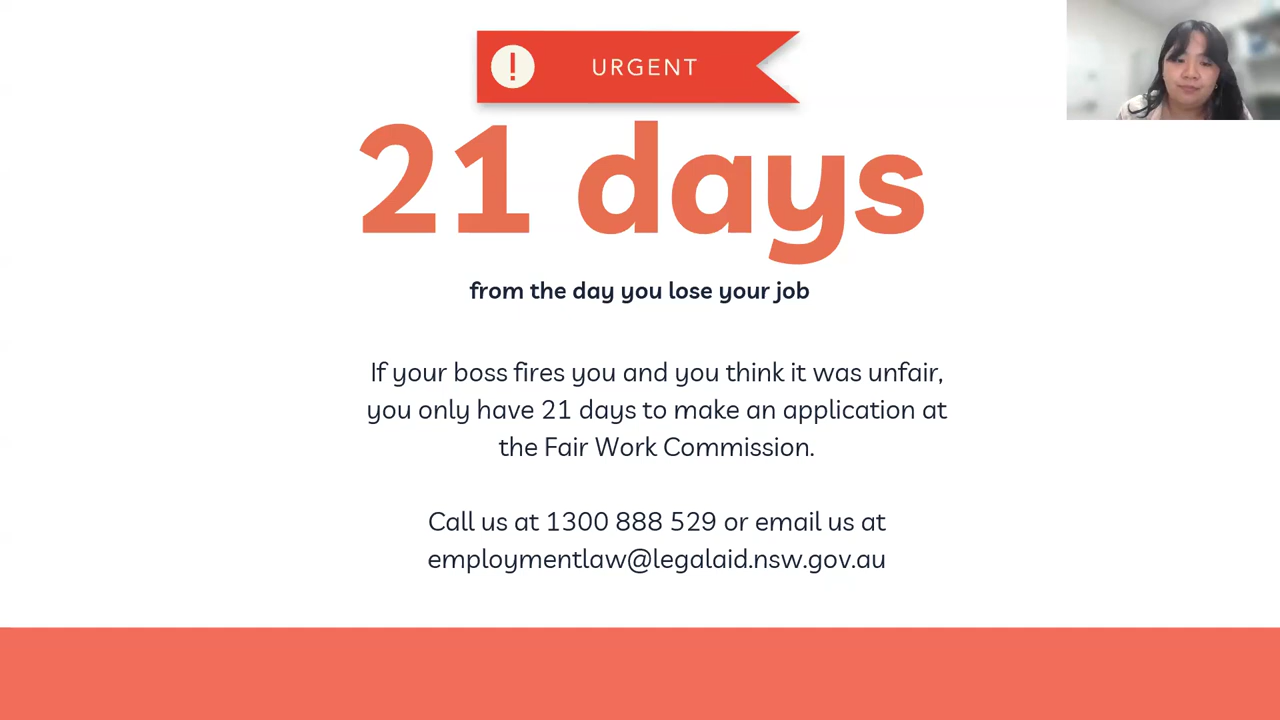 URGENT
21 days
from the day you lose your job
If your boss fires you and you think it was unfair,
you only have 21 days to make an application at
the Fair Work Commission.
Call us at 1300 888 529 or email us at
employmentlaw@legalaid.nsw.gov.au